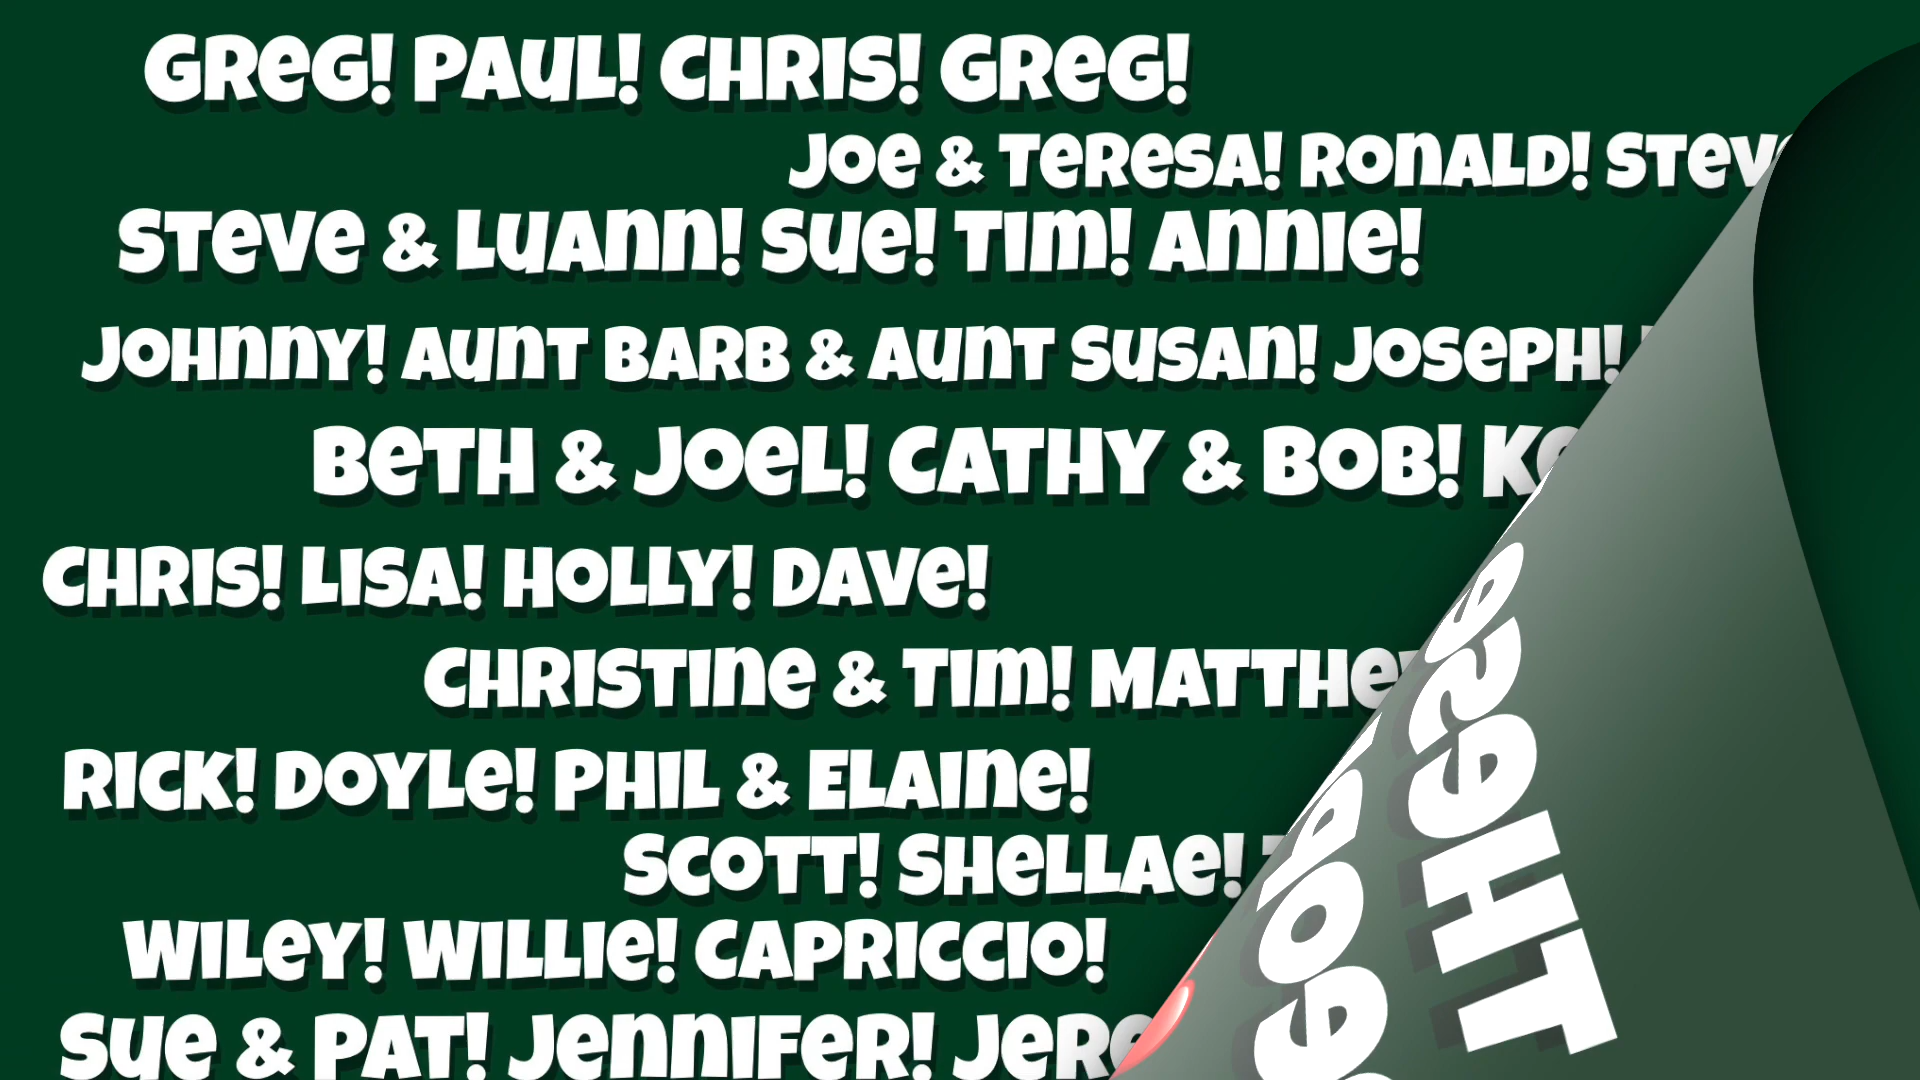 GREG! PAUL! CHRIS! GREG!
JOE & TERESA! RONALD!
STEVE & LUANN! SUE! TIM! ANNIE!
JOHNNY! AUNT BARB & AUNT SUSAN! JOSEPH!
BETH & JOEL! CATHY & BOB!
CHRIS! LISA! HOLLY! DAVE!
CHRISTINE & TIM!
RICK! DOYLE! PHIL & ELAINE!
SCOTT! SHELLAE!
WILEY! WILLIE! CAPRICCIO!
SUE & PAT! JENNIFER!
THESE